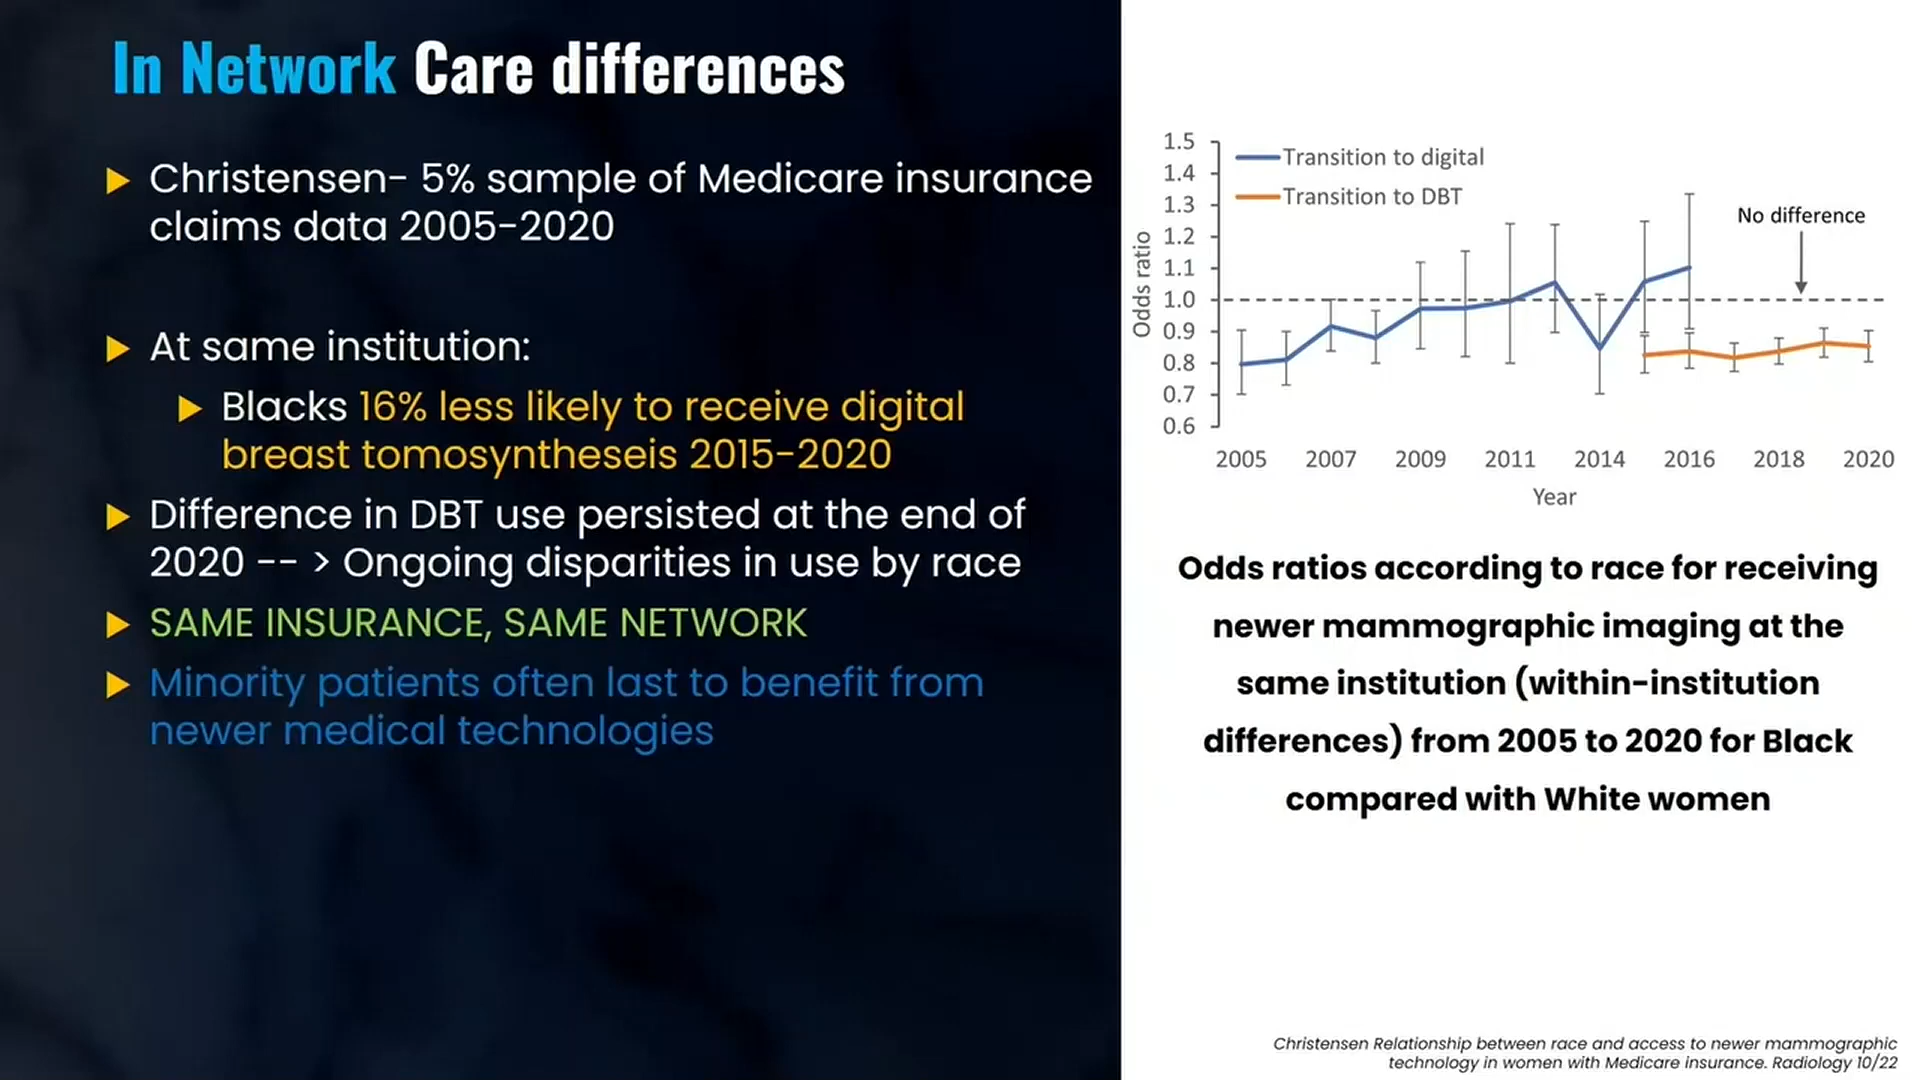 In Network Care differences
Christensen- 5% sample of Medicare insurance
claims data 2005-2020
At same institution:
Blacks 16% less likely to receive digital
breast tomosyntheseis 2015-2020
Difference in DBT use persisted at the end of
2020 -- > Ongoing disparities in use by race
SAME INSURANCE, SAME NETWORK
Minority patients often last to benefit from
newer medical technologies
1.5
1.4
1.3
1.2
1.1
1.0
0.9
0.8
0.7
0.6
Odds ratio
Transition to digital
Transition to DBT
No difference
2005 2007 2009 2011 2014 2016 2018 2020
Year
Odds ratios according to race for receiving
newer mammographic imaging at the
same institution (within-institution
differences) from 2005 to 2020 for Black
compared with White women
Christensen Relationship between race and access to newer mammographic
technology in women with Medicare insurance. Radiology 10/22